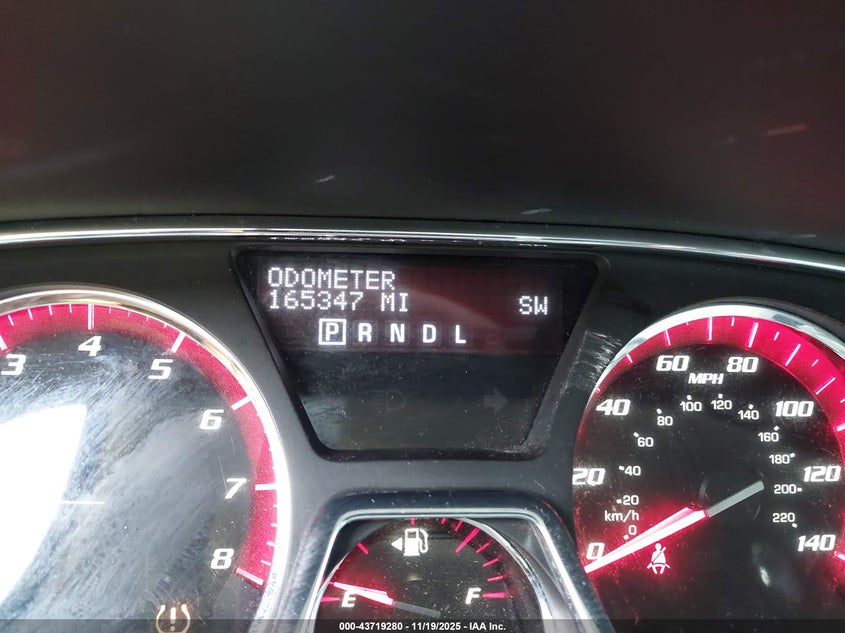 ODOMETER
165347 MI SW
P R N D L
3 4 5 6 7 8
0 20 40 60 80 100 120 140
MPH
0 20 40 60 80 100 120 140 160 180 200 220
km/h
E F
000-43719280 - 11/19/2025 - IAA Inc.